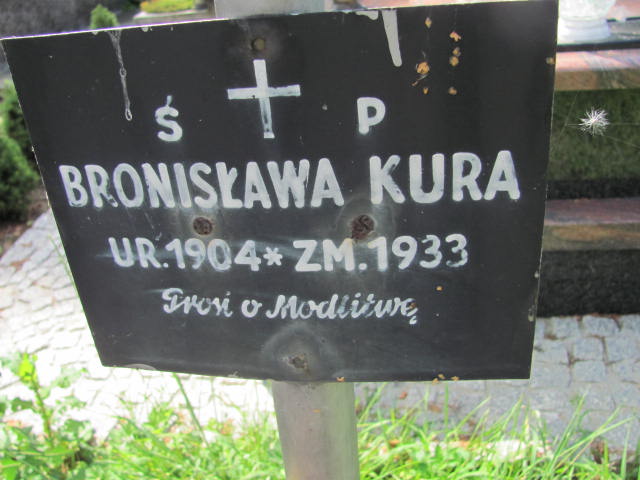 Ś P
BRONISŁAWA KURA
UR.1904*ZM.1933
Prosi o Modlitwę